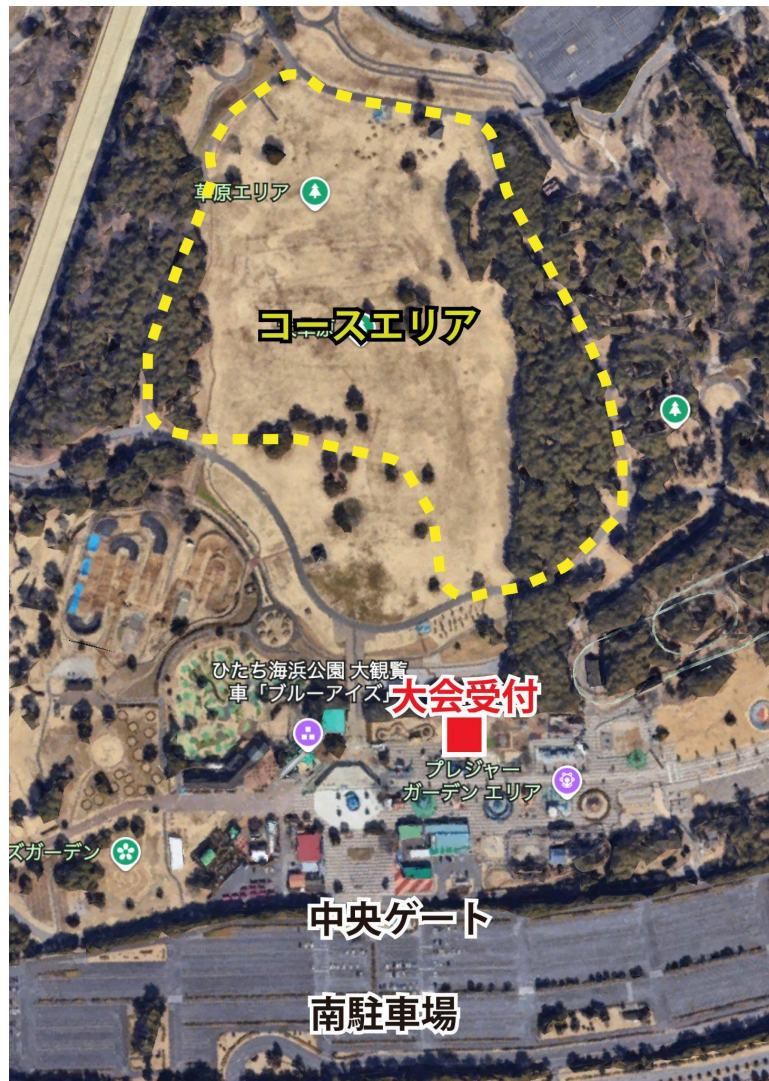 草原エリア
コースエリア
ひたち海浜公園 大観覧
車「ブルーアイズ」
大会受付
プレジャー
ガーデン エリア
ズガーデン
中央ゲート
南駐車場